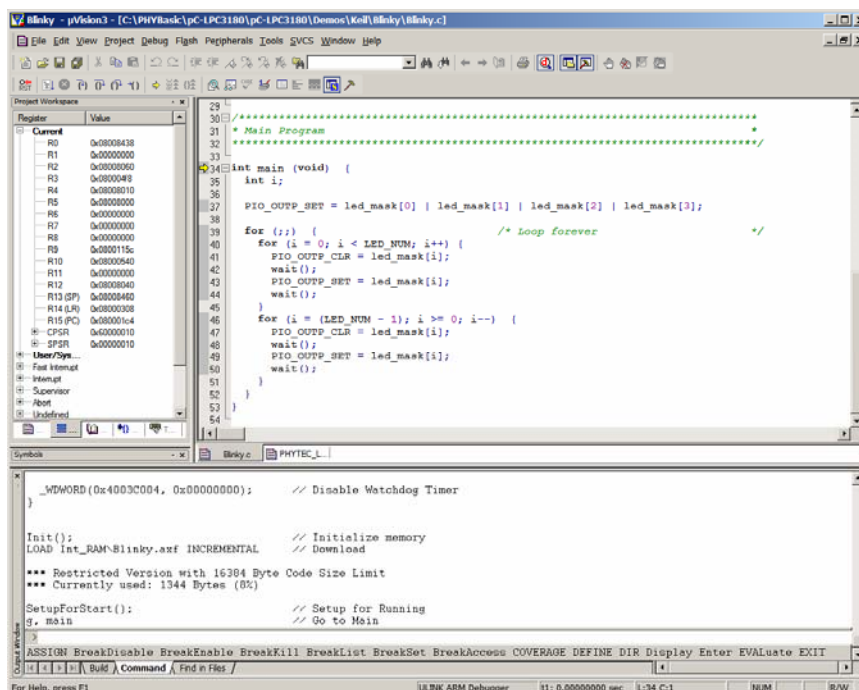 Blinky - µVision3 - [C:\PHYBasic\pC-LPC3180\pC-LPC3180\Demos\Keil\Blinky\Blinky.c]
File Edit View Project Debug Flash Peripherals Tools SVCS Window Help
Project Workspace
Register Value
Current
R0 0x08008438
R1 0x00000000
R2 0x08008060
R3 0x080004f8
R4 0x08008010
R5 0x08008000
R6 0x00000000
R7 0x00000000
R8 0x00000000
R9 0x0800115c
R10 0x08000540
R11 0x00000000
R12 0x08008040
R13 (SP) 0x08008460
R14 (LR) 0x08000308
R15 (PC) 0x080001c4
CPSR 0x60000010
SPSR 0x00000010
User/Sys...
Fast Interrupt
Interrupt
Supervisor
Abort
Undefined
T...
Symbols
29
30 /*****************************************************************************
31 * Main Program *
32 *****************************************************************************/
33
34 int main (void) {
35 int i;
36
37 PIO_OUTP_SET = led_mask[0] | led_mask[1] | led_mask[2] | led_mask[3];
38
39 for (;;) { /* Loop forever */
40 for (i = 0; i < LED_NUM; i++) {
41 PIO_OUTP_CLR = led_mask[i];
42 wait();
43 PIO_OUTP_SET = led_mask[i];
44 wait();
45 }
46 for (i = (LED_NUM - 1); i >= 0; i--) {
47 PIO_OUTP_CLR = led_mask[i];
48 wait();
49 PIO_OUTP_SET = led_mask[i];
50 wait();
51 }
52 }
53 }
54
Blinky.c PHYTEC_L...
_WDWORD(0x4003C004, 0x00000000); // Disable Watchdog Timer
}
Init(); // Initialize memory
LOAD Int_RAM\Blinky.axf INCREMENTAL // Download
*** Restricted Version with 16384 Byte Code Size Limit
*** Currently used: 1344 Bytes (8%)
SetupForStart(); // Setup for Running
g, main // Go to Main
>
ASSIGN BreakDisable BreakEnable BreakKill BreakList BreakSet BreakAccess COVERAGE DEFINE DIR Display Enter EVALuate EXIT
Output Window
Build Command Find in Files
For Help, press F1 ULINK ARM Debugger t1: 0.00000000 sec L:34 C:1 NUM R/W